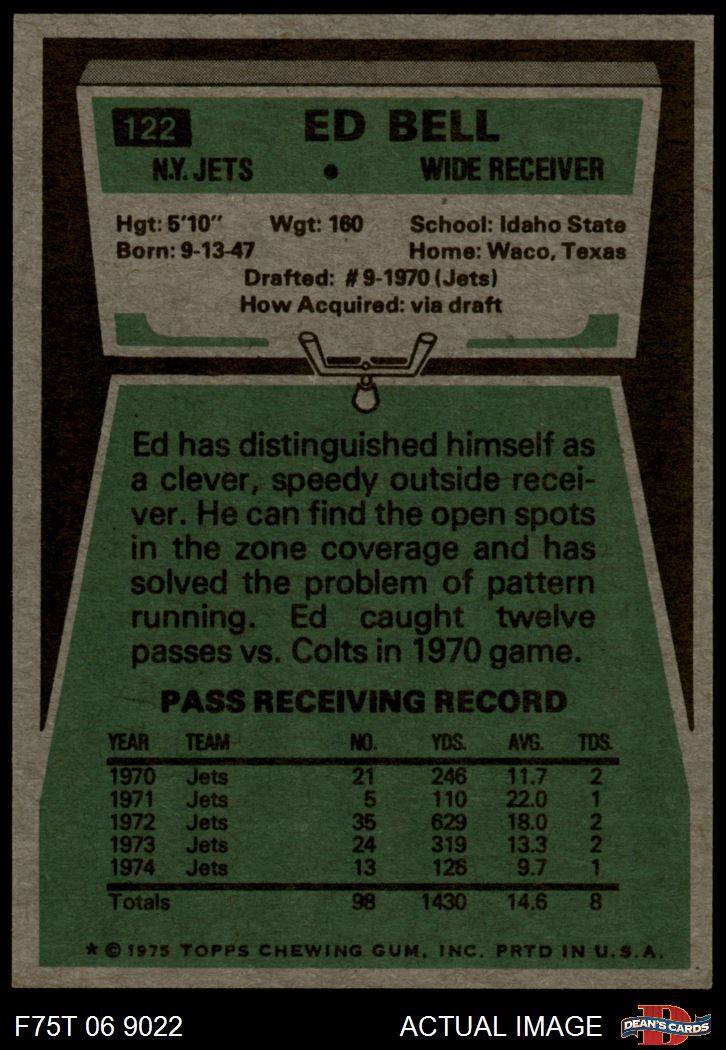 122 ED BELL
N.Y. JETS • WIDE RECEIVER
Hgt: 5'10" Wgt: 160 School: Idaho State
Born: 9-13-47 Home: Waco, Texas
Drafted: #9-1970 (Jets)
How Acquired: via draft
Ed has distinguished himself as
a clever, speedy outside recei-
ver. He can find the open spots
in the zone coverage and has
solved the problem of pattern
running. Ed caught twelve
passes vs. Colts in 1970 game.
PASS RECEIVING RECORD
YEAR TEAM NO. YDS. AVG. TDS.
1970 Jets 21 246 11.7 2
1971 Jets 5 110 22.0 1
1972 Jets 35 629 18.0 2
1973 Jets 24 319 13.3 2
1974 Jets 13 126 9.7 1
Totals 98 1430 14.6 8
* © 1975 TOPPS CHEWING GUM, INC. PRTD IN U.S.A.
F75T 06 9022 ACTUAL IMAGE D DEAN'S CARDS